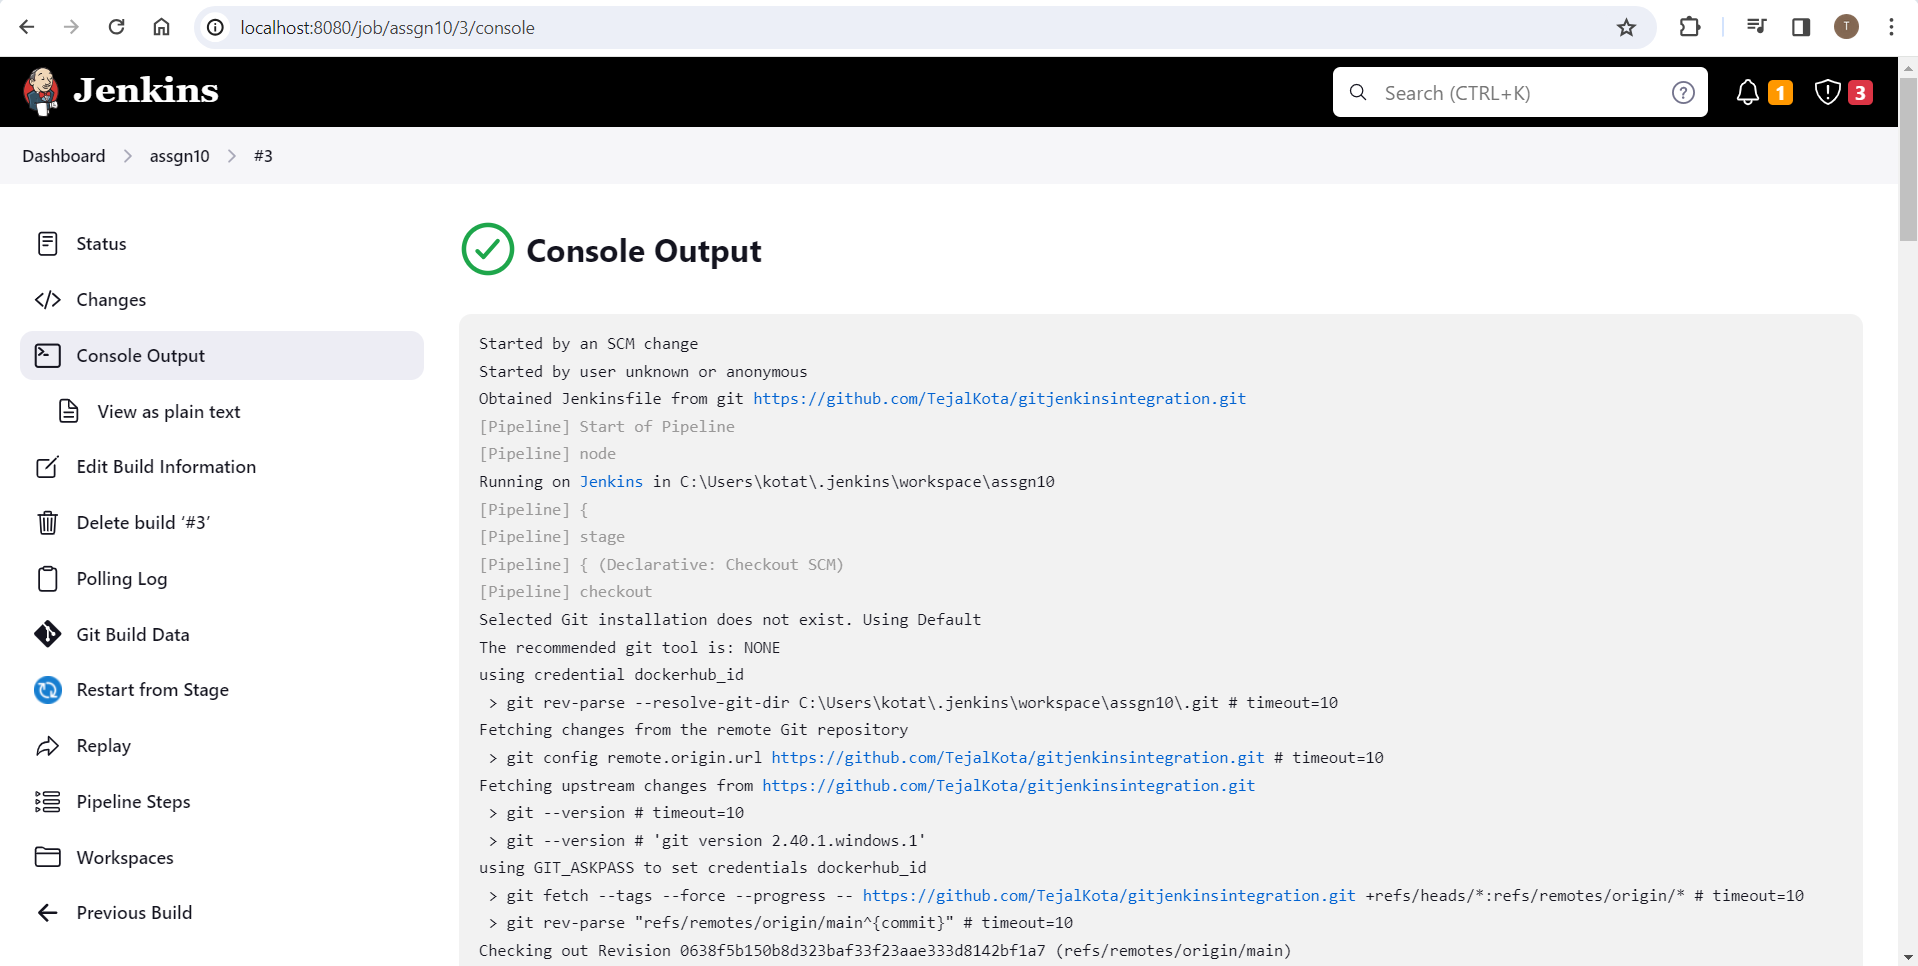 localhost:8080/job/assgn10/3/console
T
Jenkins
Search (CTRL+K)
?
1
3
Dashboard > assgn10 > #3
Status
Changes
Console Output
View as plain text
Edit Build Information
Delete build ‘#3’
Polling Log
Git Build Data
Restart from Stage
Replay
Pipeline Steps
Workspaces
Previous Build
Console Output
Started by an SCM change
Started by user unknown or anonymous
Obtained Jenkinsfile from git https://github.com/TejalKota/gitjenkinsintegration.git
[Pipeline] Start of Pipeline
[Pipeline] node
Running on Jenkins in C:\Users\kotat\.jenkins\workspace\assgn10
[Pipeline] {
[Pipeline] stage
[Pipeline] { (Declarative: Checkout SCM)
[Pipeline] checkout
Selected Git installation does not exist. Using Default
The recommended git tool is: NONE
using credential dockerhub_id
> git rev-parse --resolve-git-dir C:\Users\kotat\.jenkins\workspace\assgn10\.git # timeout=10
Fetching changes from the remote Git repository
> git config remote.origin.url https://github.com/TejalKota/gitjenkinsintegration.git # timeout=10
Fetching upstream changes from https://github.com/TejalKota/gitjenkinsintegration.git
> git --version # timeout=10
> git --version # 'git version 2.40.1.windows.1'
using GIT_ASKPASS to set credentials dockerhub_id
> git fetch --tags --force --progress -- https://github.com/TejalKota/gitjenkinsintegration.git +refs/heads/*:refs/remotes/origin/* # timeout=10
> git rev-parse "refs/remotes/origin/main^{commit}" # timeout=10
Checking out Revision 0638f5b150b8d323baf33f23aae333d8142bf1a7 (refs/remotes/origin/main)